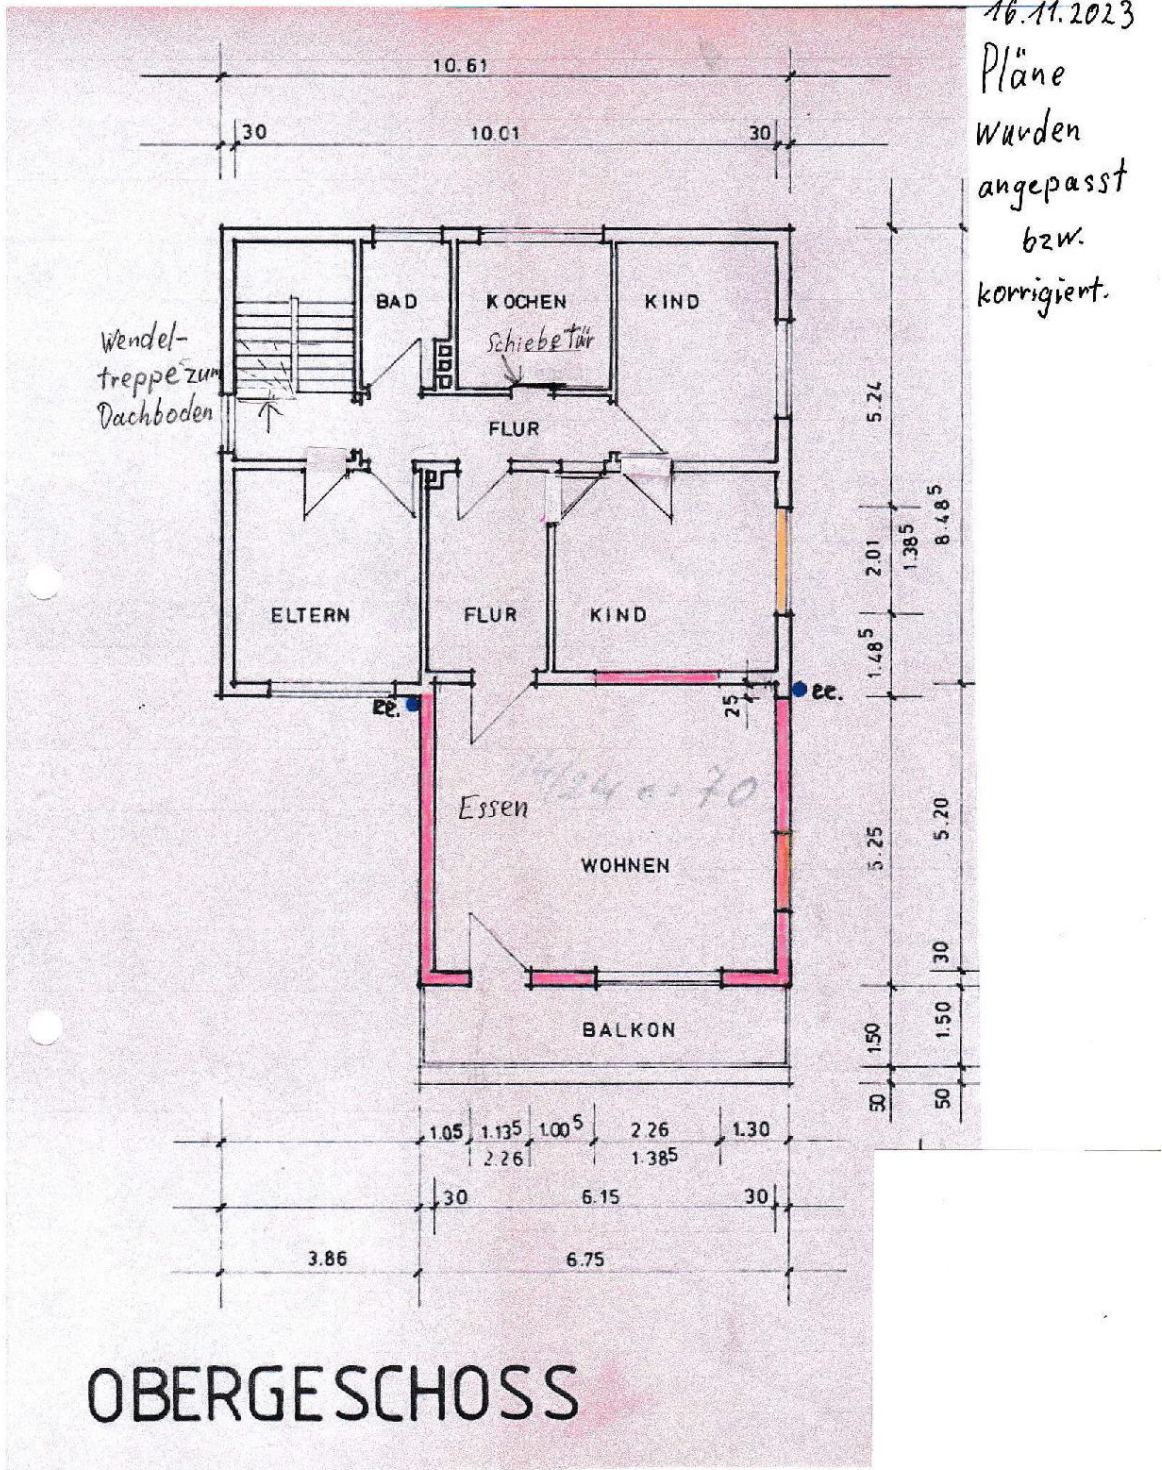 16.11.2023
Pläne
wurden
angepasst
bzw.
korrigiert.
10.61
30 10.01 30
BAD KOCHEN KIND
Schiebetür
Wendel-
treppe zum
Dachboden
FLUR
5.24
8.48⁵
2.01 1.38⁵
1.48⁵
ELTERN FLUR KIND
ee. 25 ee.
Essen
WOHNEN
5.25 5.20
30
BALKON
1.50 1.50
50 50
1.05 1.13⁵ 1.00⁵ 2.26 1.30
2.26 1.38⁵
30 6.15 30
3.86 6.75
OBERGESCHOSS